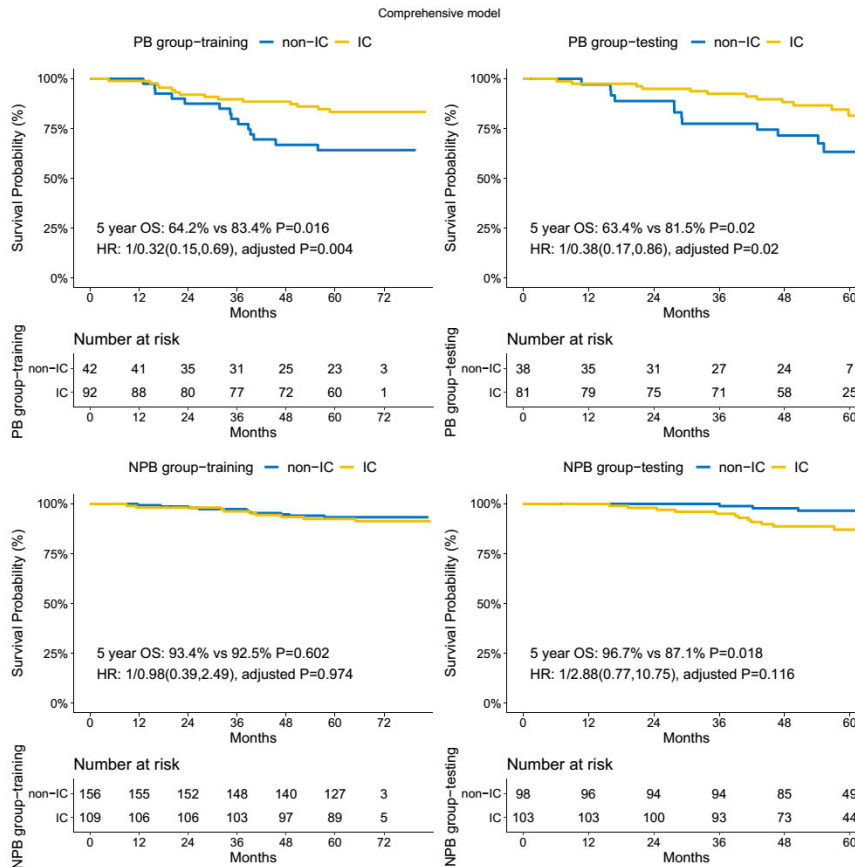 Comprehensive model
PB group−training non−IC IC
100%
75%
50%
25%
0%
Survival Probability (%)
5 year OS: 64.2% vs 83.4% P=0.016
HR: 1/0.32(0.15,0.69), adjusted P=0.004
0 12 24 36 48 60 72
Months
Number at risk
PB group−training
non−IC 42 41 35 31 25 23 3
IC 92 88 80 77 72 60 1
0 12 24 36 48 60 72
Months
PB group−testing non−IC IC
100%
75%
50%
25%
0%
Survival Probability (%)
5 year OS: 63.4% vs 81.5% P=0.02
HR: 1/0.38(0.17,0.86), adjusted P=0.02
0 12 24 36 48 60
Months
Number at risk
PB group−testing
non−IC 38 35 31 27 24 7
IC 81 79 75 71 58 25
0 12 24 36 48 60
Months
NPB group−training non−IC IC
100%
75%
50%
25%
0%
Survival Probability (%)
5 year OS: 93.4% vs 92.5% P=0.602
HR: 1/0.98(0.39,2.49), adjusted P=0.974
0 12 24 36 48 60 72
Months
Number at risk
NPB group−training
non−IC 156 155 152 148 140 127 3
IC 109 106 106 103 97 89 5
0 12 24 36 48 60 72
Months
NPB group−testing non−IC IC
100%
75%
50%
25%
0%
Survival Probability (%)
5 year OS: 96.7% vs 87.1% P=0.018
HR: 1/2.88(0.77,10.75), adjusted P=0.116
0 12 24 36 48 60
Months
Number at risk
NPB group−testing
non−IC 98 96 94 94 85 49
IC 103 103 100 93 73 44
0 12 24 36 48 60
Months